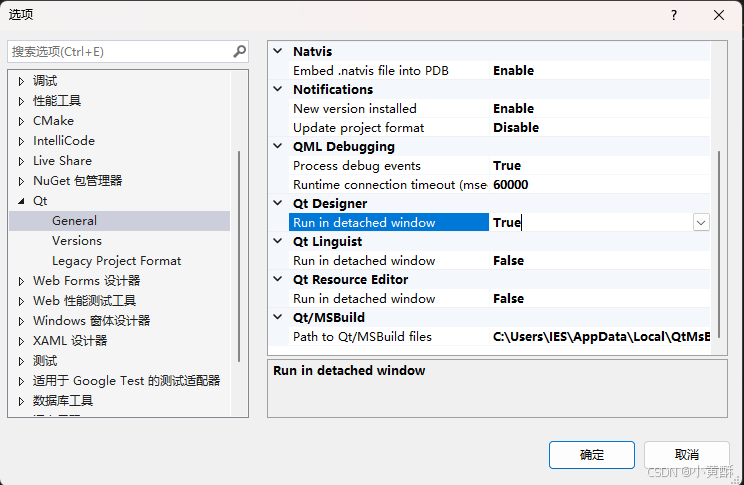 选项
?
搜索选项(Ctrl+E)
调试
性能工具
CMake
IntelliCode
Live Share
NuGet 包管理器
Qt
General
Versions
Legacy Project Format
Web Forms 设计器
Web 性能测试工具
Windows 窗体设计器
XAML 设计器
测试
适用于 Google Test 的测试适配器
数据库工具
Natvis
Embed .natvis file into PDB Enable
Notifications
New version installed Enable
Update project format Disable
QML Debugging
Process debug events True
Runtime connection timeout (mse 60000
Qt Designer
Run in detached window True
Qt Linguist
Run in detached window False
Qt Resource Editor
Run in detached window False
Qt/MSBuild
Path to Qt/MSBuild files C:\Users\IES\AppData\Local\QtMsB
Run in detached window
确定
取消
CSDN @小·黄酥